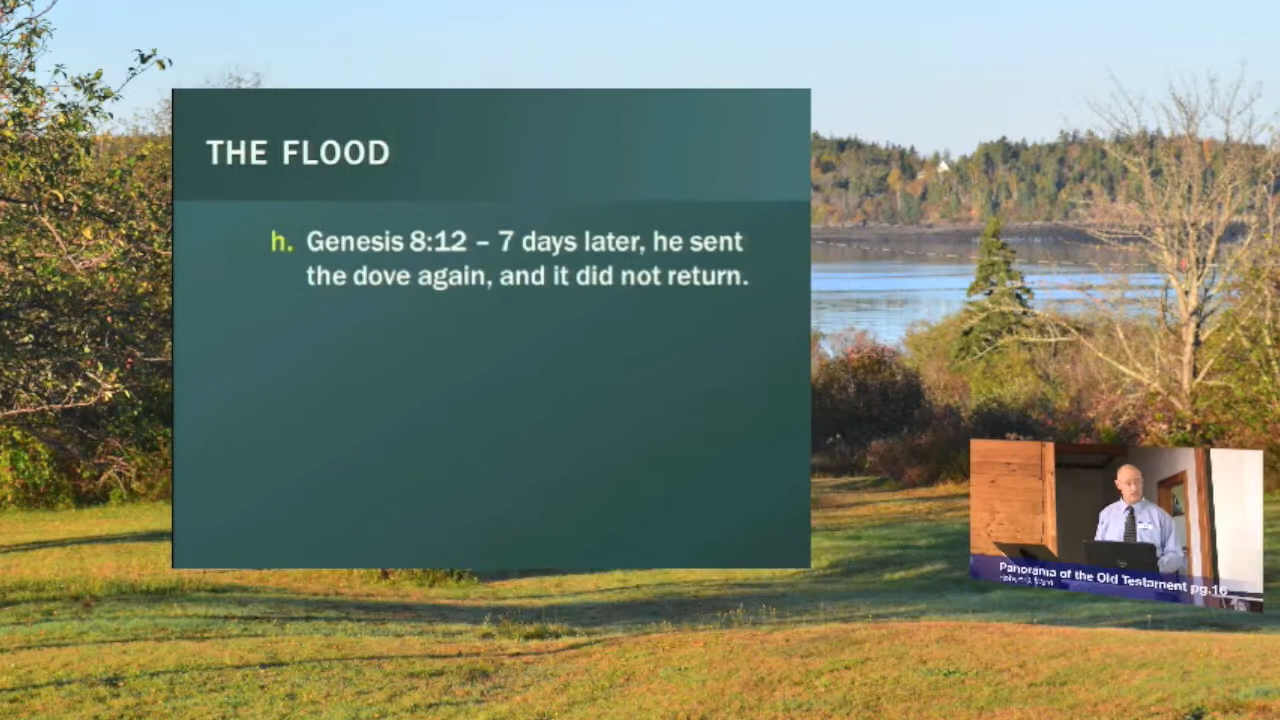 THE FLOOD
h. Genesis 8:12 – 7 days later, he sent
the dove again, and it did not return.
Panorama of the Old Testament pg.16